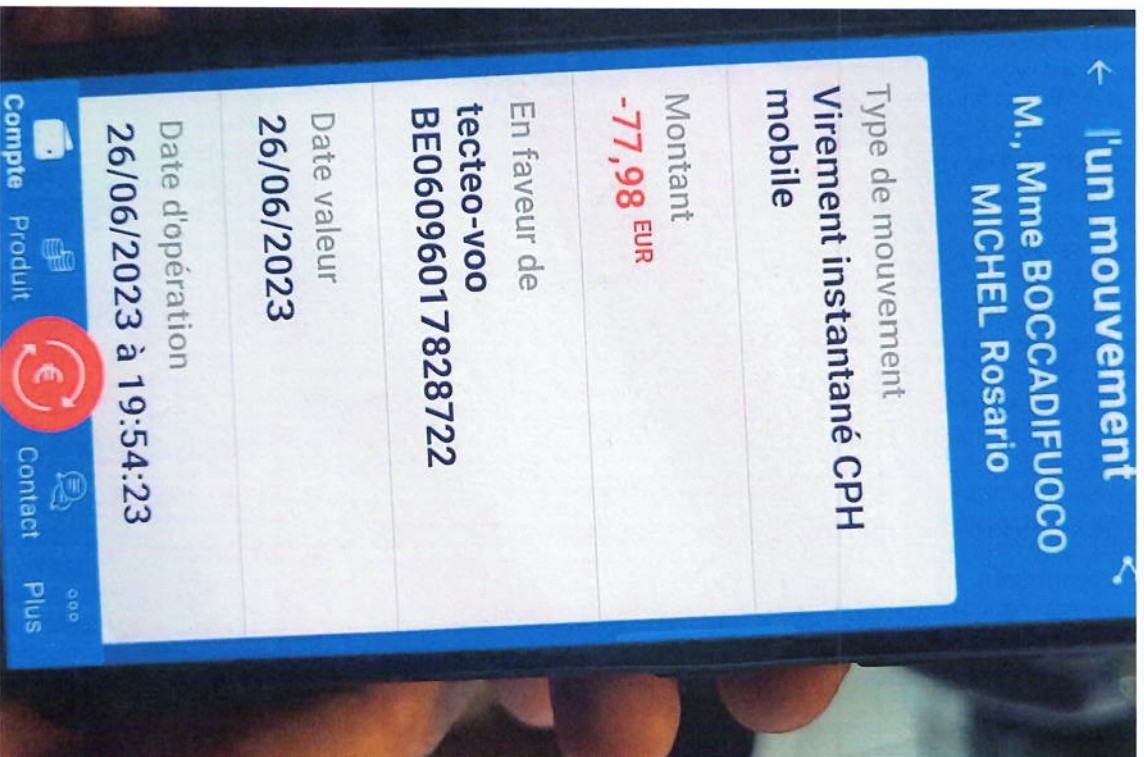 l'un mouvement
M., Mme BOCCADIFUOCO
MICHEL Rosario
Type de mouvement
Virement instantané CPH
mobile
Montant
-77,98 EUR
En faveur de
tecteo-voo
BE06096017828722
Date valeur
26/06/2023
Date d'opération
26/06/2023 à 19:54:23
Compte Produit € Contact Plus